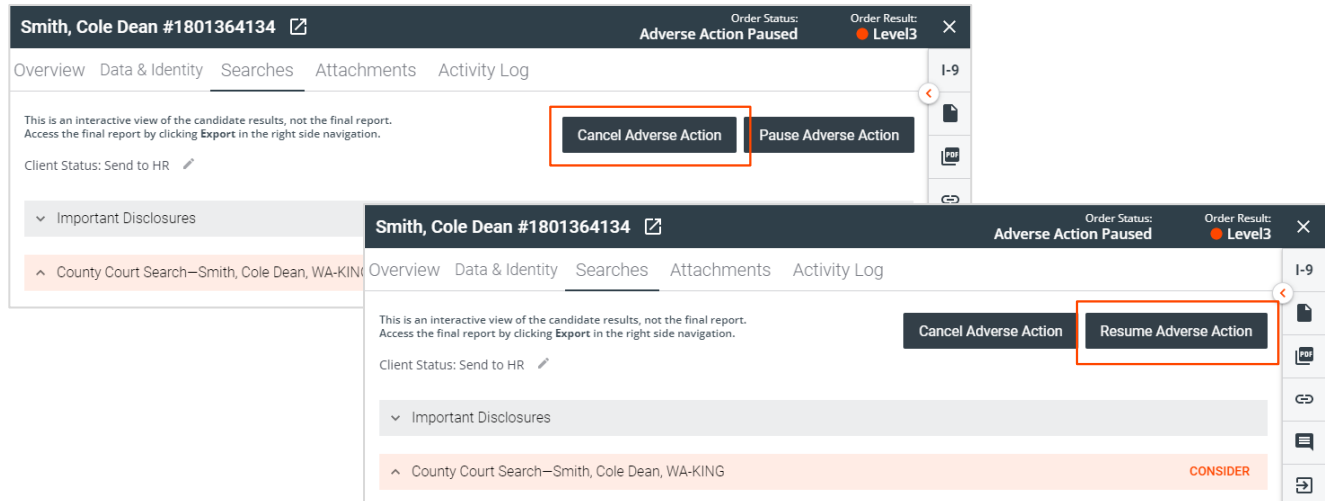 Smith, Cole Dean #1801364134
Order Status:
Adverse Action Paused
Order Result:
Level3
Overview Data & Identity Searches Attachments Activity Log
I-9
This is an interactive view of the candidate results, not the final report.
Access the final report by clicking Export in the right side navigation.
Cancel Adverse Action
Pause Adverse Action
PDF
Client Status: Send to HR
Important Disclosures
County Court Search—Smith, Cole Dean, WA-KING
Smith, Cole Dean #1801364134
Order Status:
Adverse Action Paused
Order Result:
Level3
Overview Data & Identity Searches Attachments Activity Log
I-9
This is an interactive view of the candidate results, not the final report.
Access the final report by clicking Export in the right side navigation.
Cancel Adverse Action
Resume Adverse Action
PDF
Client Status: Send to HR
Important Disclosures
County Court Search—Smith, Cole Dean, WA-KING
CONSIDER